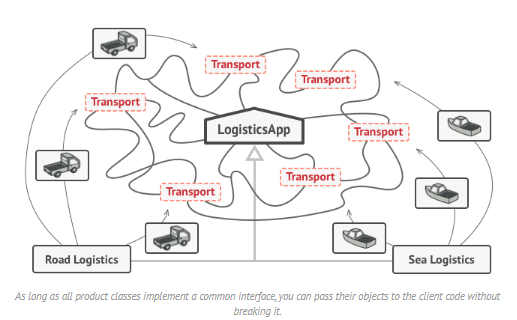 Transport
Transport
Transport
LogisticsApp
Transport
Transport
Transport
Road Logistics
Sea Logistics
As long as all product classes implement a common interface, you can pass their objects to the client code without
breaking it.